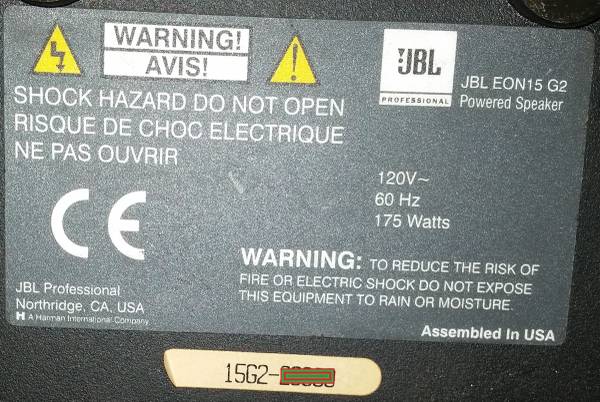 WARNING!
AVIS!
SHOCK HAZARD DO NOT OPEN
RISQUE DE CHOC ELECTRIQUE
NE PAS OUVRIR
JBL
PROFESSIONAL
JBL EON15 G2
Powered Speaker
120V~
60 Hz
175 Watts
CE
WARNING: TO REDUCE THE RISK OF
FIRE OR ELECTRIC SHOCK DO NOT EXPOSE
THIS EQUIPMENT TO RAIN OR MOISTURE.
JBL Professional
Northridge, CA. USA
H A Harman International Company
Assembled In USA
15G2-